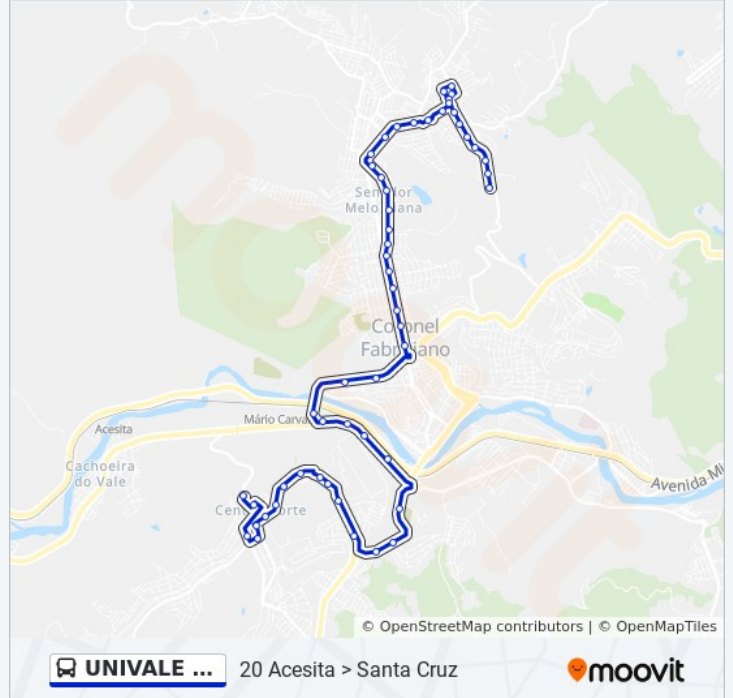 Senador
Melo Viana
Coronel
Fabriciano
Mário Carva
Acesita
Cachoeira
do Vale
Avenida Mi
Centro Norte
© OpenStreetMap contributors | © OpenMapTiles
UNIVALE ...
20 Acesita > Santa Cruz
moovit